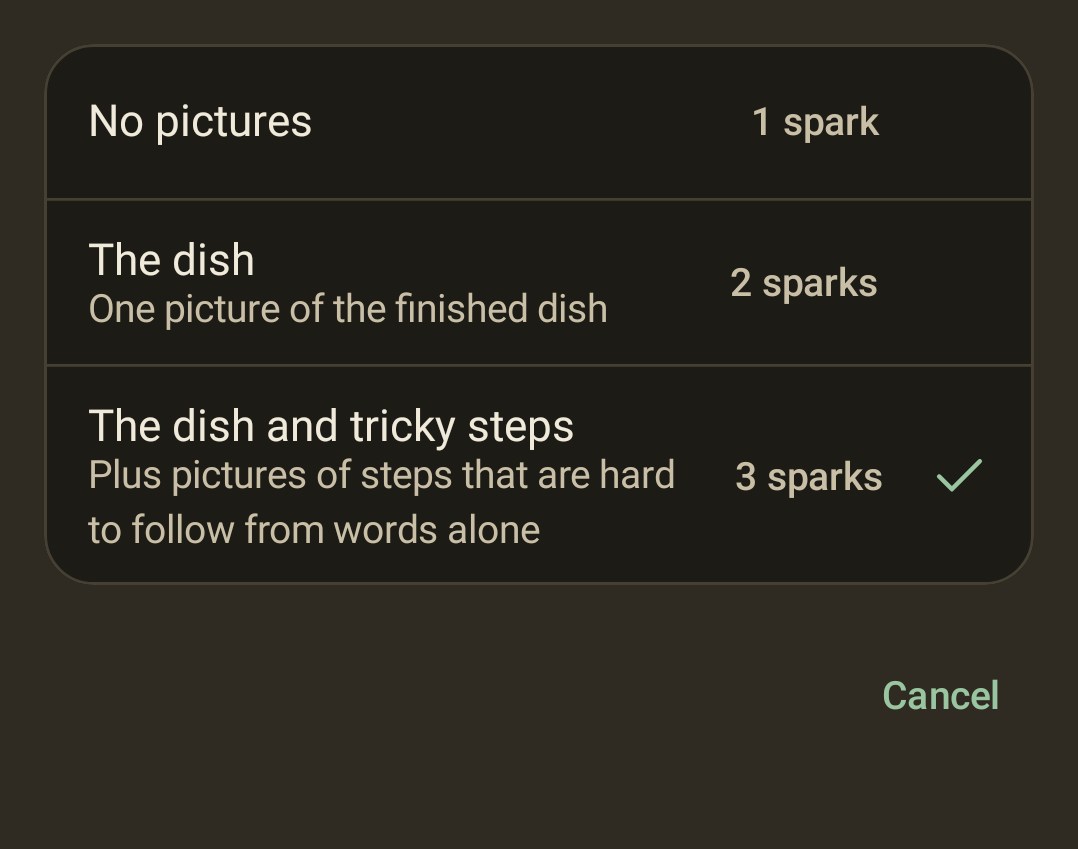 No pictures
1 spark
The dish
One picture of the finished dish
2 sparks
The dish and tricky steps
Plus pictures of steps that are hard
to follow from words alone
3 sparks
Cancel